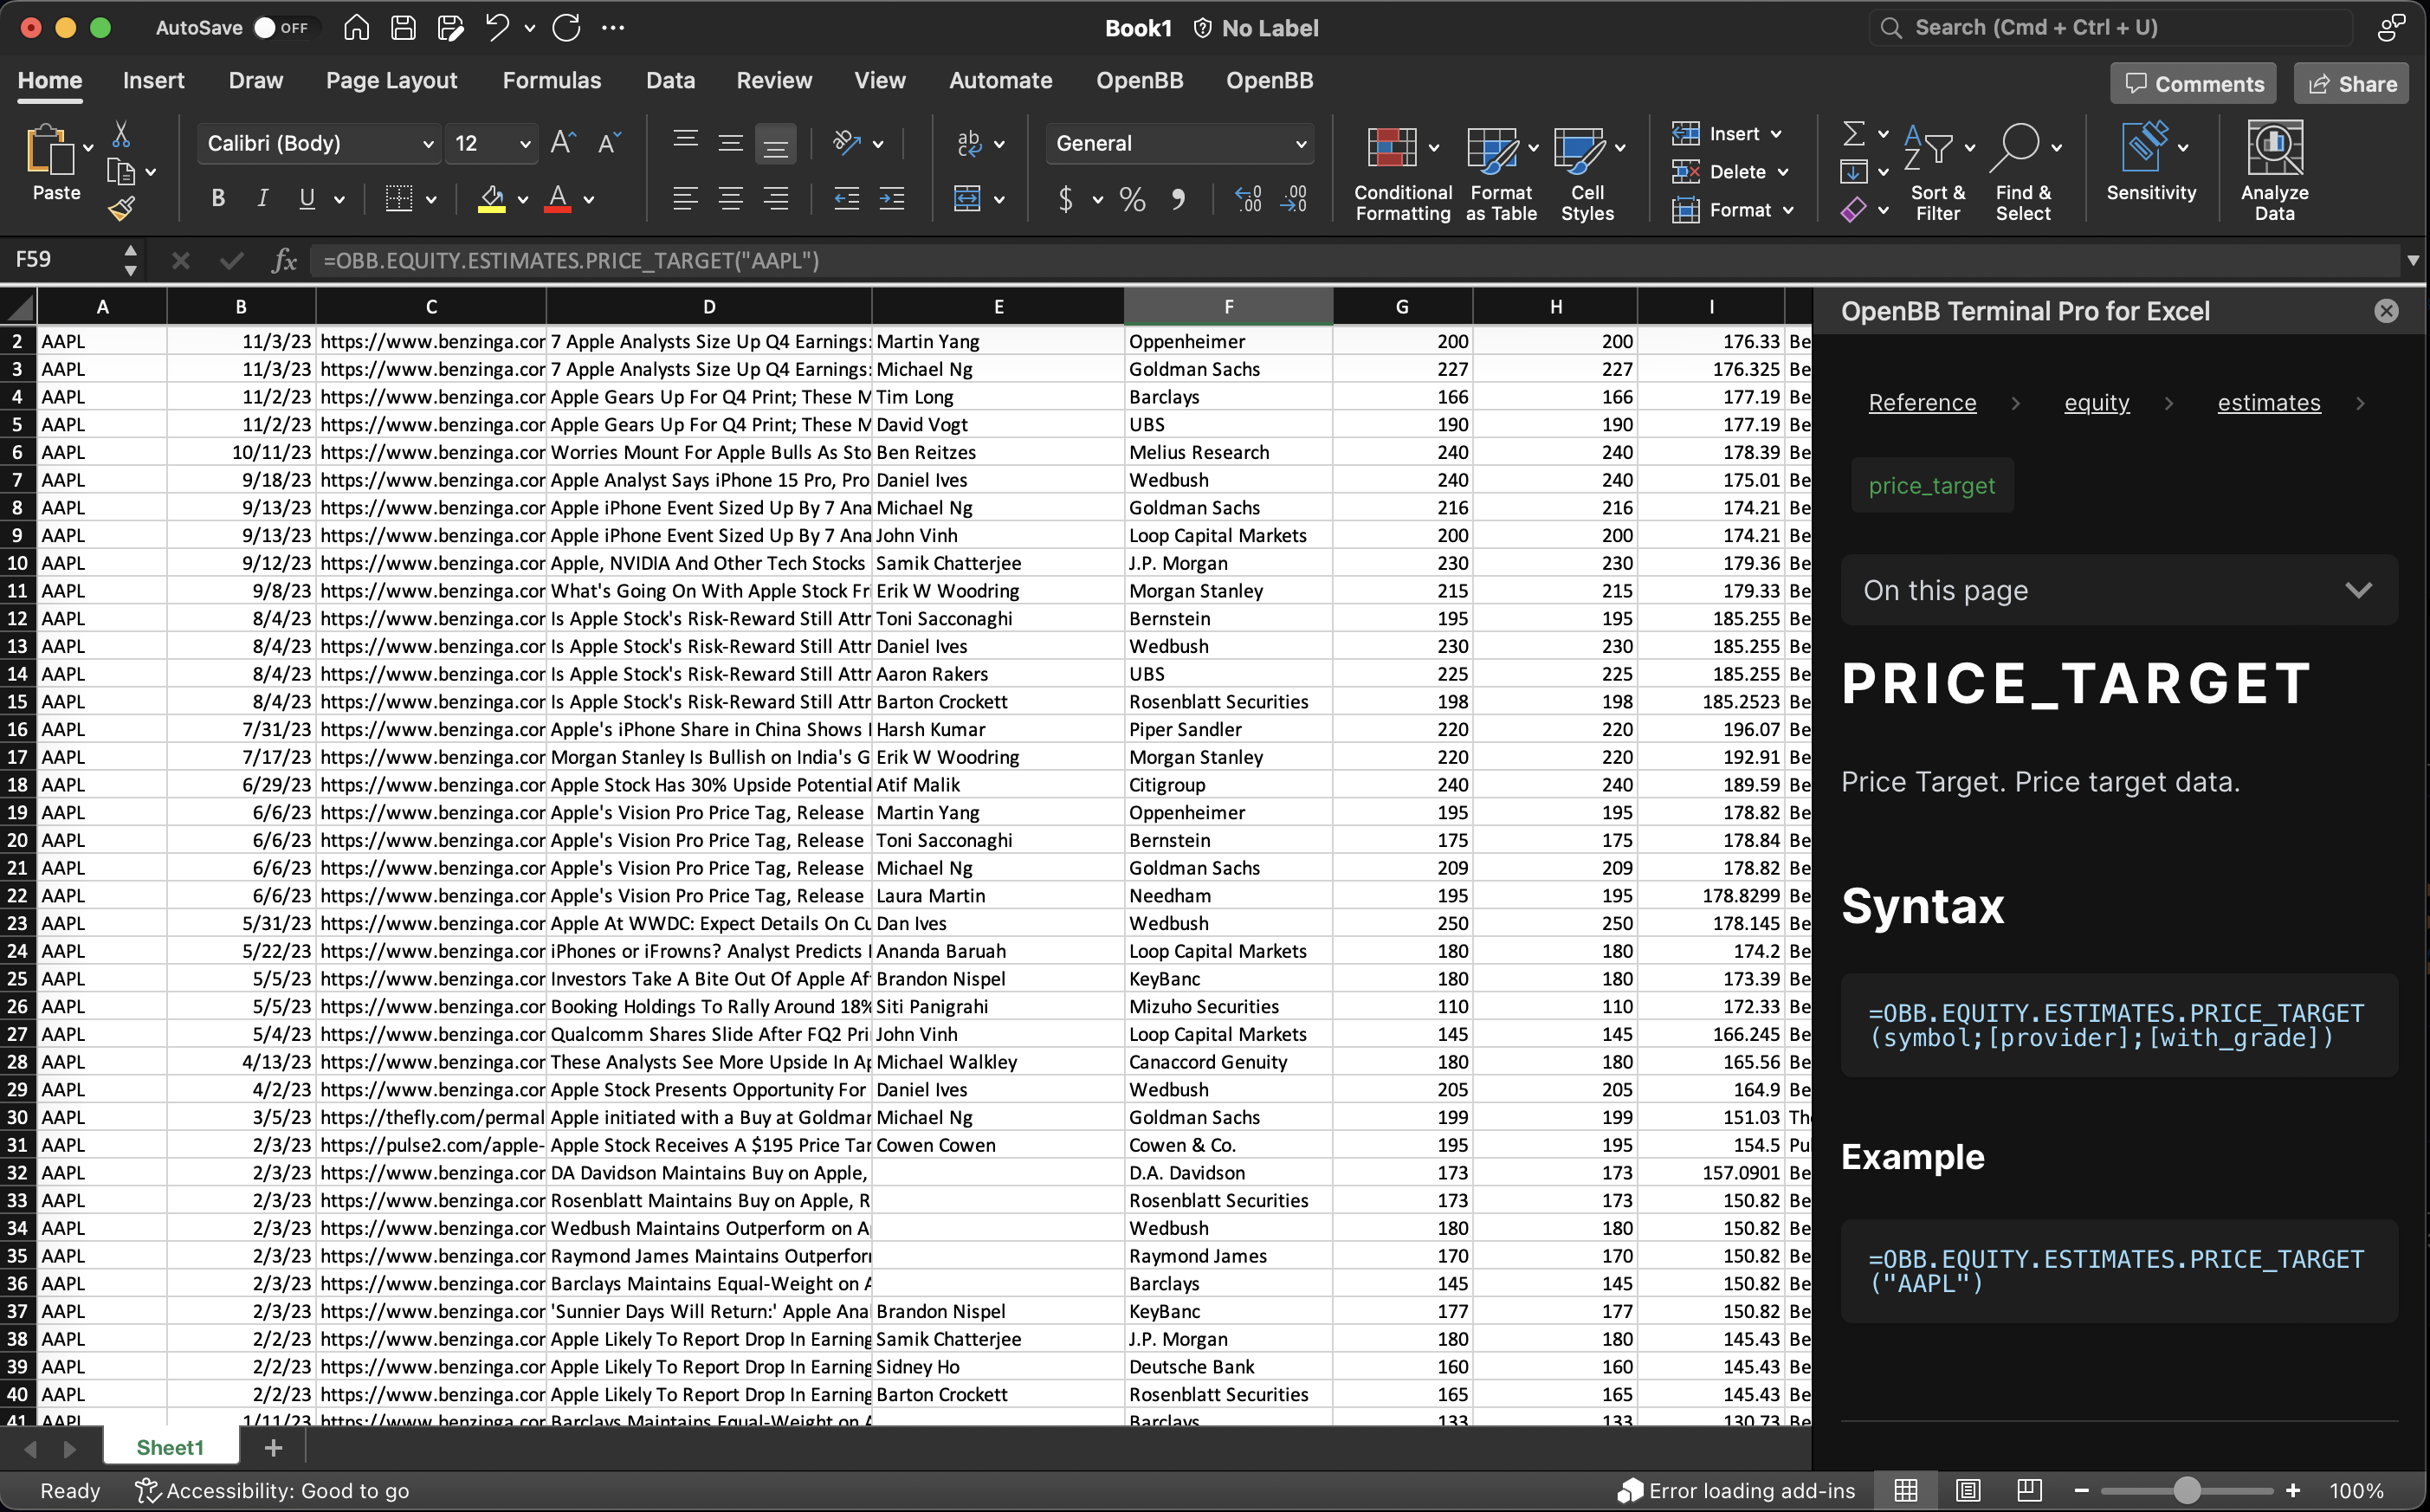 AutoSave OFF
Book1 No Label
Search (Cmd + Ctrl + U)
Home Insert Draw Page Layout Formulas Data Review View Automate OpenBB OpenBB
Comments Share
Paste
Calibri (Body) 12
B I U
General
$ % 9
Conditional Formatting
Format as Table
Cell Styles
Insert
Delete
Format
Sort & Filter
Find & Select
Sensitivity
Analyze Data
F59 fx =OBB.EQUITY.ESTIMATES.PRICE_TARGET("AAPL")
A B C D E F G H I
2 AAPL 11/3/23 https://www.benzinga.cor 7 Apple Analysts Size Up Q4 Earnings: Martin Yang Oppenheimer 200 200 176.33 Be
3 AAPL 11/3/23 https://www.benzinga.cor 7 Apple Analysts Size Up Q4 Earnings: Michael Ng Goldman Sachs 227 227 176.325 Be
4 AAPL 11/2/23 https://www.benzinga.cor Apple Gears Up For Q4 Print; These M Tim Long Barclays 166 166 177.19 Be
5 AAPL 11/2/23 https://www.benzinga.cor Apple Gears Up For Q4 Print; These M David Vogt UBS 190 190 177.19 Be
6 AAPL 10/11/23 https://www.benzinga.cor Worries Mount For Apple Bulls As Sto Ben Reitzes Melius Research 240 240 178.39 Be
7 AAPL 9/18/23 https://www.benzinga.cor Apple Analyst Says iPhone 15 Pro, Pro Daniel Ives Wedbush 240 240 175.01 Be
8 AAPL 9/13/23 https://www.benzinga.cor Apple iPhone Event Sized Up By 7 Ana Michael Ng Goldman Sachs 216 216 174.21 Be
9 AAPL 9/13/23 https://www.benzinga.cor Apple iPhone Event Sized Up By 7 Ana John Vinh Loop Capital Markets 200 200 174.21 Be
10 AAPL 9/12/23 https://www.benzinga.cor Apple, NVIDIA And Other Tech Stocks Samik Chatterjee J.P. Morgan 230 230 179.36 Be
11 AAPL 9/8/23 https://www.benzinga.cor What's Going On With Apple Stock Fri Erik W Woodring Morgan Stanley 215 215 179.33 Be
12 AAPL 8/4/23 https://www.benzinga.cor Is Apple Stock's Risk-Reward Still Attr Toni Sacconaghi Bernstein 195 195 185.255 Be
13 AAPL 8/4/23 https://www.benzinga.cor Is Apple Stock's Risk-Reward Still Attr Daniel Ives Wedbush 230 230 185.255 Be
14 AAPL 8/4/23 https://www.benzinga.cor Is Apple Stock's Risk-Reward Still Attr Aaron Rakers UBS 225 225 185.255 Be
15 AAPL 8/4/23 https://www.benzinga.cor Is Apple Stock's Risk-Reward Still Attr Barton Crockett Rosenblatt Securities 198 198 185.2523 Be
16 AAPL 7/31/23 https://www.benzinga.cor Apple's iPhone Share in China Shows I Harsh Kumar Piper Sandler 220 220 196.07 Be
17 AAPL 7/17/23 https://www.benzinga.cor Morgan Stanley Is Bullish on India's G Erik W Woodring Morgan Stanley 220 220 192.91 Be
18 AAPL 6/29/23 https://www.benzinga.cor Apple Stock Has 30% Upside Potential Atif Malik Citigroup 240 240 189.59 Be
19 AAPL 6/6/23 https://www.benzinga.cor Apple's Vision Pro Price Tag, Release Martin Yang Oppenheimer 195 195 178.82 Be
20 AAPL 6/6/23 https://www.benzinga.cor Apple's Vision Pro Price Tag, Release Toni Sacconaghi Bernstein 175 175 178.84 Be
21 AAPL 6/6/23 https://www.benzinga.cor Apple's Vision Pro Price Tag, Release Michael Ng Goldman Sachs 209 209 178.82 Be
22 AAPL 6/6/23 https://www.benzinga.cor Apple's Vision Pro Price Tag, Release Laura Martin Needham 195 195 178.8299 Be
23 AAPL 5/31/23 https://www.benzinga.cor Apple At WWDC: Expect Details On Cu Dan Ives Wedbush 250 250 178.145 Be
24 AAPL 5/22/23 https://www.benzinga.cor iPhones or iFrowns? Analyst Predicts I Ananda Baruah Loop Capital Markets 180 180 174.2 Be
25 AAPL 5/5/23 https://www.benzinga.cor Investors Take A Bite Out Of Apple Af Brandon Nispel KeyBanc 180 180 173.39 Be
26 AAPL 5/5/23 https://www.benzinga.cor Booking Holdings To Rally Around 18% Siti Panigrahi Mizuho Securities 110 110 172.33 Be
27 AAPL 5/4/23 https://www.benzinga.cor Qualcomm Shares Slide After FQ2 Pri John Vinh Loop Capital Markets 145 145 166.245 Be
28 AAPL 4/13/23 https://www.benzinga.cor These Analysts See More Upside In Ap Michael Walkley Canaccord Genuity 180 180 165.56 Be
29 AAPL 4/2/23 https://www.benzinga.cor Apple Stock Presents Opportunity For Daniel Ives Wedbush 205 205 164.9 Be
30 AAPL 3/5/23 https://thefly.com/permal Apple initiated with a Buy at Goldmar Michael Ng Goldman Sachs 199 199 151.03 The
31 AAPL 2/3/23 https://pulse2.com/apple- Apple Stock Receives A $195 Price Tar Cowen Cowen Cowen & Co. 195 195 154.5 Pu
32 AAPL 2/3/23 https://www.benzinga.cor DA Davidson Maintains Buy on Apple, D.A. Davidson 173 173 157.0901 Be
33 AAPL 2/3/23 https://www.benzinga.cor Rosenblatt Maintains Buy on Apple, R Rosenblatt Securities 173 173 150.82 Be
34 AAPL 2/3/23 https://www.benzinga.cor Wedbush Maintains Outperform on A Wedbush 180 180 150.82 Be
35 AAPL 2/3/23 https://www.benzinga.cor Raymond James Maintains Outperfor Raymond James 170 170 150.82 Be
36 AAPL 2/3/23 https://www.benzinga.cor Barclays Maintains Equal-Weight on A Barclays 145 145 150.82 Be
37 AAPL 2/3/23 https://www.benzinga.cor 'Sunnier Days Will Return:' Apple Anal Brandon Nispel KeyBanc 177 177 150.82 Be
38 AAPL 2/2/23 https://www.benzinga.cor Apple Likely To Report Drop In Earning Samik Chatterjee J.P. Morgan 180 180 145.43 Be
39 AAPL 2/2/23 https://www.benzinga.cor Apple Likely To Report Drop In Earning Sidney Ho Deutsche Bank 160 160 145.43 Be
40 AAPL 2/2/23 https://www.benzinga.cor Apple Likely To Report Drop In Earning Barton Crockett Rosenblatt Securities 165 165 145.43 Be
41 AAPL 1/11/23 https://www.benzinga.cor Barclays Maintains Equal-Weight on A Barclays 133 133 130.73 Be
OpenBB Terminal Pro for Excel
Reference > equity > estimates >
price_target
On this page
PRICE_TARGET
Price Target. Price target data.
Syntax
=OBB.EQUITY.ESTIMATES.PRICE_TARGET
(symbol;[provider];[with_grade])
Example
=OBB.EQUITY.ESTIMATES.PRICE_TARGET
("AAPL")
Sheet1 +
Ready Accessibility: Good to go
Error loading add-ins
100%